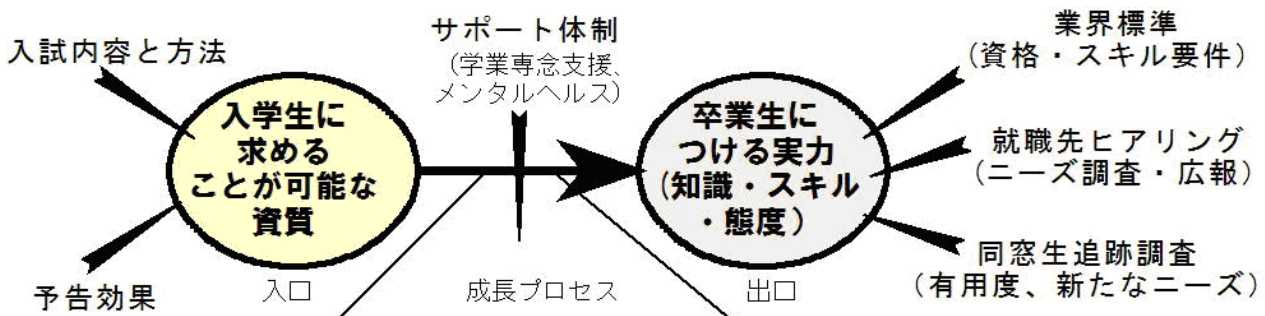 入試内容と方法
予告効果
入学生に
求める
ことが可能な
資質
入口
サポート体制
(学業専念支援、
メンタルヘルス)
成長プロセス
卒業生に
つける実力
(知識・スキル
・態度)
出口
業界標準
(資格・スキル要件)
就職先ヒアリング
(ニーズ調査・広報)
同窓生追跡調査
(有用度、新たなニーズ)